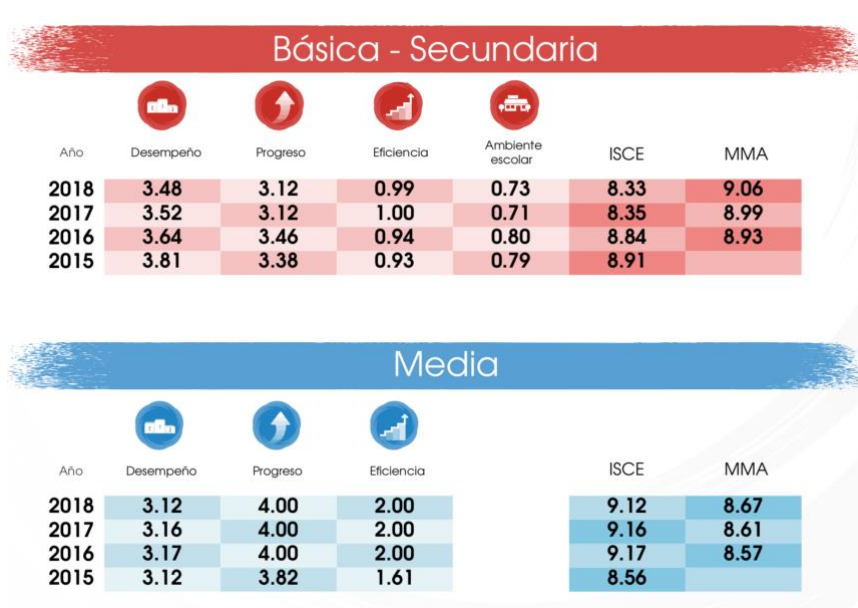 Básica - Secundaria
Año Desempeño Progreso Eficiencia Ambiente escolar ISCE MMA
2018 3.48 3.12 0.99 0.73 8.33 9.06
2017 3.52 3.12 1.00 0.71 8.35 8.99
2016 3.64 3.46 0.94 0.80 8.84 8.93
2015 3.81 3.38 0.93 0.79 8.91
Media
Año Desempeño Progreso Eficiencia ISCE MMA
2018 3.12 4.00 2.00 9.12 8.67
2017 3.16 4.00 2.00 9.16 8.61
2016 3.17 4.00 2.00 9.17 8.57
2015 3.12 3.82 1.61 8.56